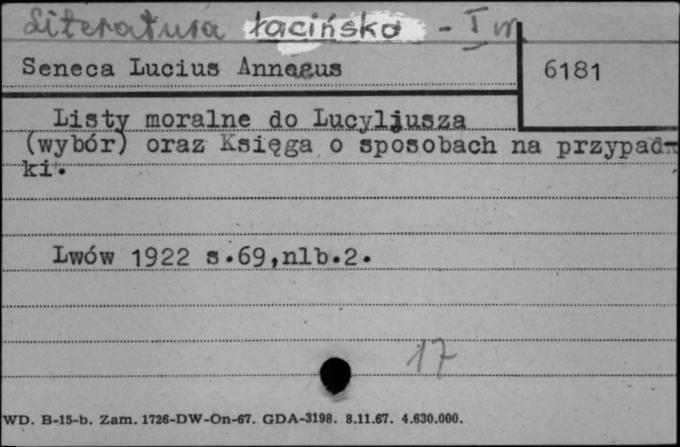 Literatura łacińska - I w.
Seneca Lucius Annaeus
6181
Listy moralne do Lucyljusza
(wybór) oraz Księga o sposobach na przypad-
ki.
Lwów 1922 s.69,nlb.2.
17
WD. B-15-b. Zam. 1726-DW-On-67. GDA-3198. 8.11.67. 4.630.000.